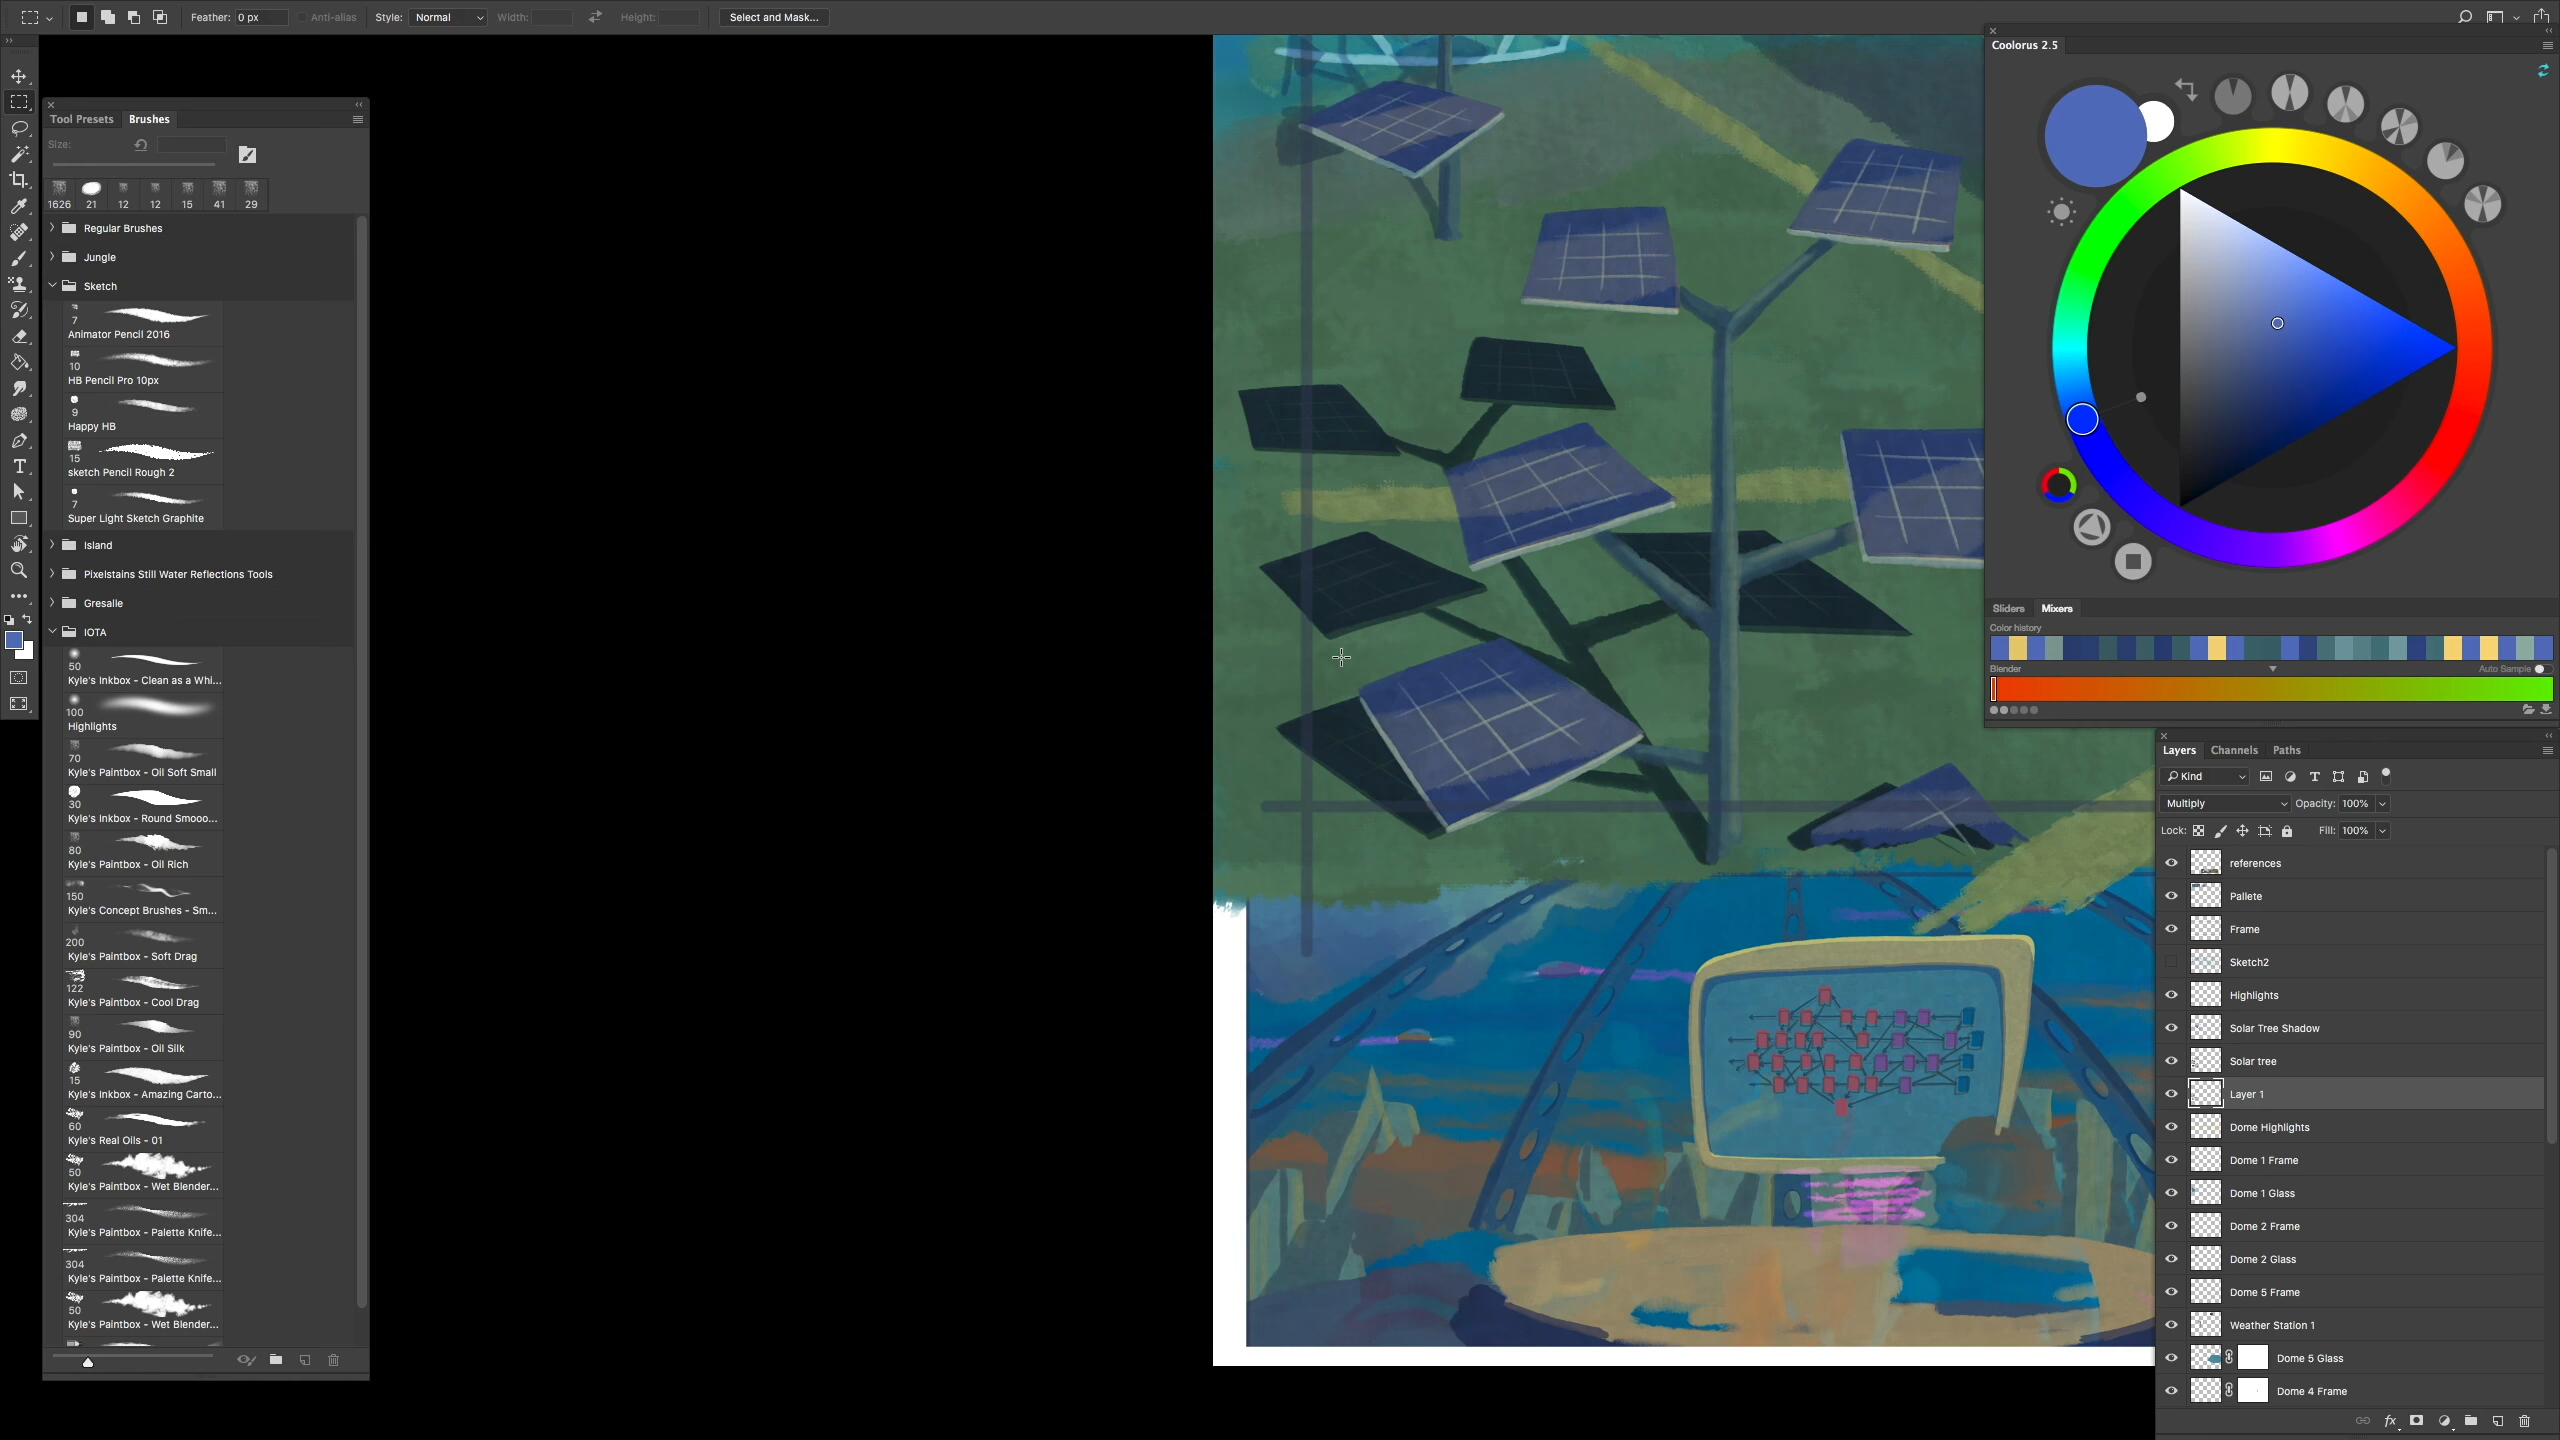 Feather: 0 px Anti-alias Style: Normal Width: Height: Select and Mask...
Tool Presets Brushes
Size:
1626 21 12 12 15 41 29
Regular Brushes
Jungle
Sketch
7
Animator Pencil 2016
10
HB Pencil Pro 10px
9
Happy HB
15
sketch Pencil Rough 2
7
Super Light Sketch Graphite
Island
Pixelstains Still Water Reflections Tools
Gresalle
IOTA
50
Kyle's Inkbox - Clean as a Whi...
100
Highlights
70
Kyle's Paintbox - Oil Soft Small
30
Kyle's Inkbox - Round Smooo...
80
Kyle's Paintbox - Oil Rich
150
Kyle's Concept Brushes - Sm...
200
Kyle's Paintbox - Soft Drag
122
Kyle's Paintbox - Cool Drag
90
Kyle's Paintbox - Oil Silk
15
Kyle's Inkbox - Amazing Carto...
60
Kyle's Real Oils - 01
50
Kyle's Paintbox - Wet Blender...
304
Kyle's Paintbox - Palette Knife...
304
Kyle's Paintbox - Palette Knife...
50
Kyle's Paintbox - Wet Blender...
Coolorus 2.5
Sliders Mixers
Color history
Blender Auto Sample
Layers Channels Paths
Kind
Multiply Opacity: 100%
Lock: Fill: 100%
references
Pallete
Frame
Sketch2
Highlights
Solar Tree Shadow
Solar tree
Layer 1
Dome Highlights
Dome 1 Frame
Dome 1 Glass
Dome 2 Frame
Dome 2 Glass
Dome 5 Frame
Weather Station 1
Dome 5 Glass
Dome 4 Frame
fx